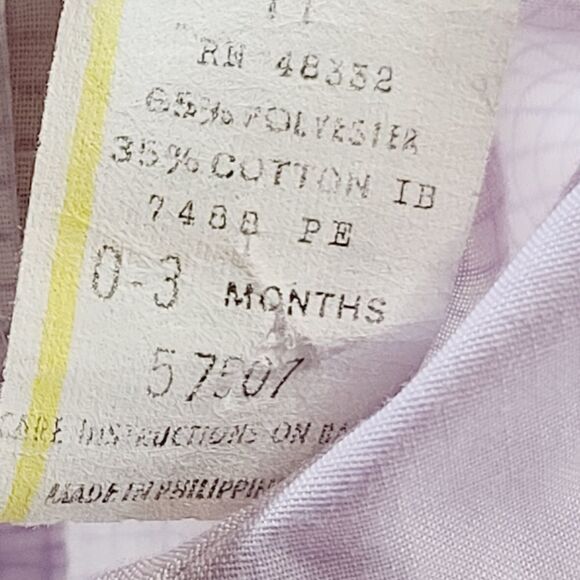 RN 48332
65% POLYESTER
35% COTTON IB
7488 PE
0-3 MONTHS
57507
CARE INSTRUCTIONS ON BA
MADE IN PHILIPPIN